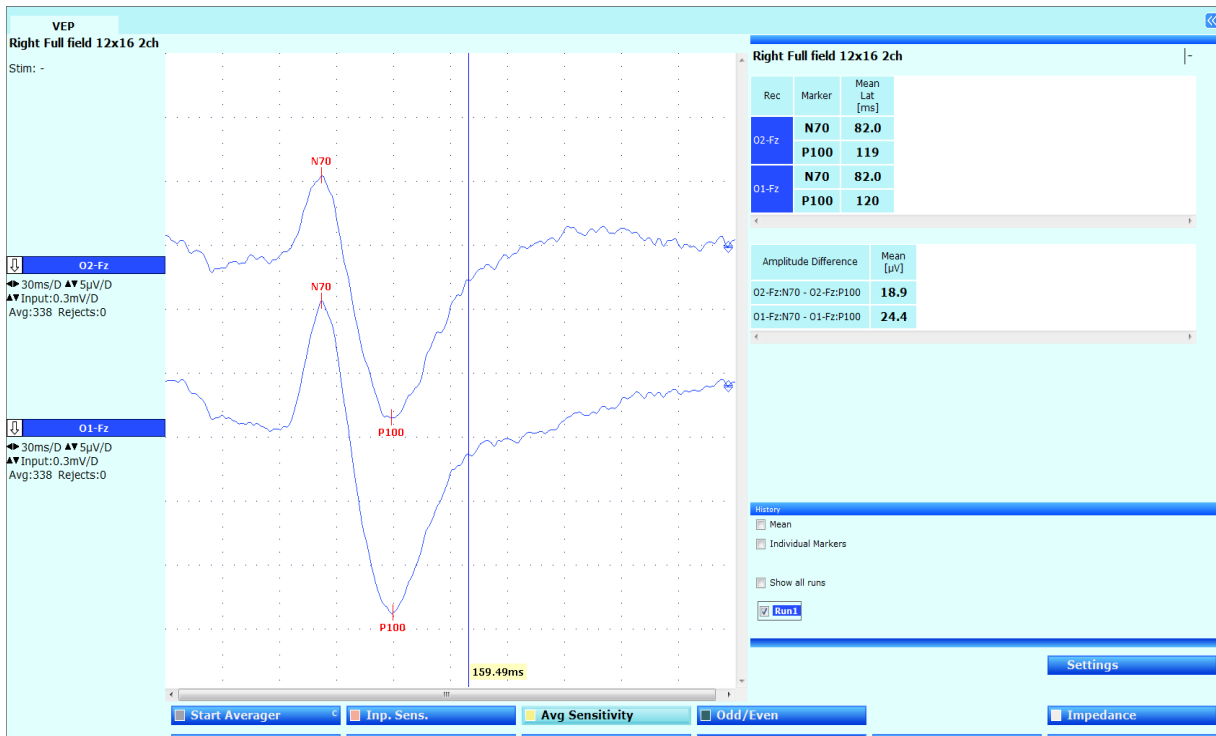 VEP
Right Full field 12x16 2ch
Stim: -
O2-Fz
30ms/D 5µV/D
Input:0.3mV/D
Avg:338 Rejects:0
O1-Fz
30ms/D 5µV/D
Input:0.3mV/D
Avg:338 Rejects:0
N70
N70
P100
P100
159.49ms
Right Full field 12x16 2ch
-
Rec Marker Mean Lat [ms]
O2-Fz N70 82.0
P100 119
O1-Fz N70 82.0
P100 120
Amplitude Difference Mean [µV]
O2-Fz:N70 - O2-Fz:P100 18.9
O1-Fz:N70 - O1-Fz:P100 24.4
History
Mean
Individual Markers
Show all runs
Run1
Settings
Start Averager c Inp. Sens. Avg Sensitivity Odd/Even Impedance